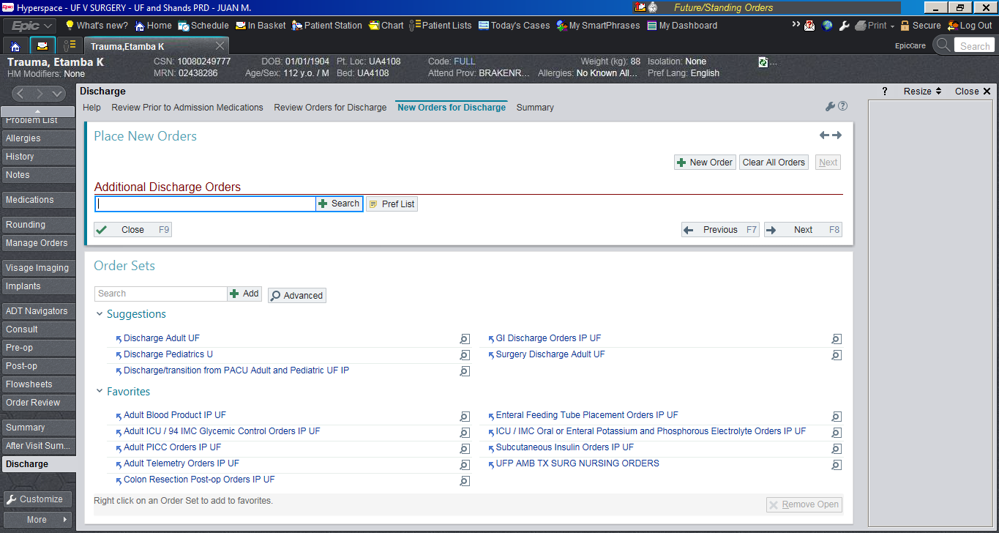 Epic Hyperspace - UF V SURGERY - UF and Shands PRD - JUAN M. Future/Standing Orders
Epic What's new? Home Schedule In Basket Patient Station Chart Patient Lists Today's Cases My SmartPhrases My Dashboard Print Secure Log Out
Trauma,Etamba K EpicCare Search
Trauma, Etamba K CSN: 10080249777 DOB: 01/01/1904 Pt. Loc: UA4108 Code: FULL Weight (kg): 88 Isolation: None ...
HM Modifiers: None MRN: 02438286 Age/Sex: 112 y.o. / M Bed: UA4108 Attend Prov: BRAKENR... Allergies: No Known All... Pref Lang: English
Discharge ? Resize Close
Help Review Prior to Admission Medications Review Orders for Discharge New Orders for Discharge Summary ?
Problem List
Allergies
History
Notes
Medications
Rounding
Manage Orders
Visage Imaging
Implants
ADT Navigators
Consult
Pre-op
Post-op
Flowsheets
Order Review
Summary
After Visit Sum...
Discharge
Customize
More
Place New Orders
New Order Clear All Orders Next
Additional Discharge Orders
Search Pref List
Close F9 Previous F7 Next F8
Order Sets
Search Add Advanced
Suggestions
Discharge Adult UF GI Discharge Orders IP UF
Discharge Pediatrics U Surgery Discharge Adult UF
Discharge/transition from PACU Adult and Pediatric UF IP
Favorites
Adult Blood Product IP UF Enteral Feeding Tube Placement Orders IP UF
Adult ICU / 94 IMC Glycemic Control Orders IP UF ICU / IMC Oral or Enteral Potassium and Phosphorous Electrolyte Orders IP UF
Adult PICC Orders IP UF Subcutaneous Insulin Orders IP UF
Adult Telemetry Orders IP UF UFP AMB TX SURG NURSING ORDERS
Colon Resection Post-op Orders IP UF
Right click on an Order Set to add to favorites. Remove Open